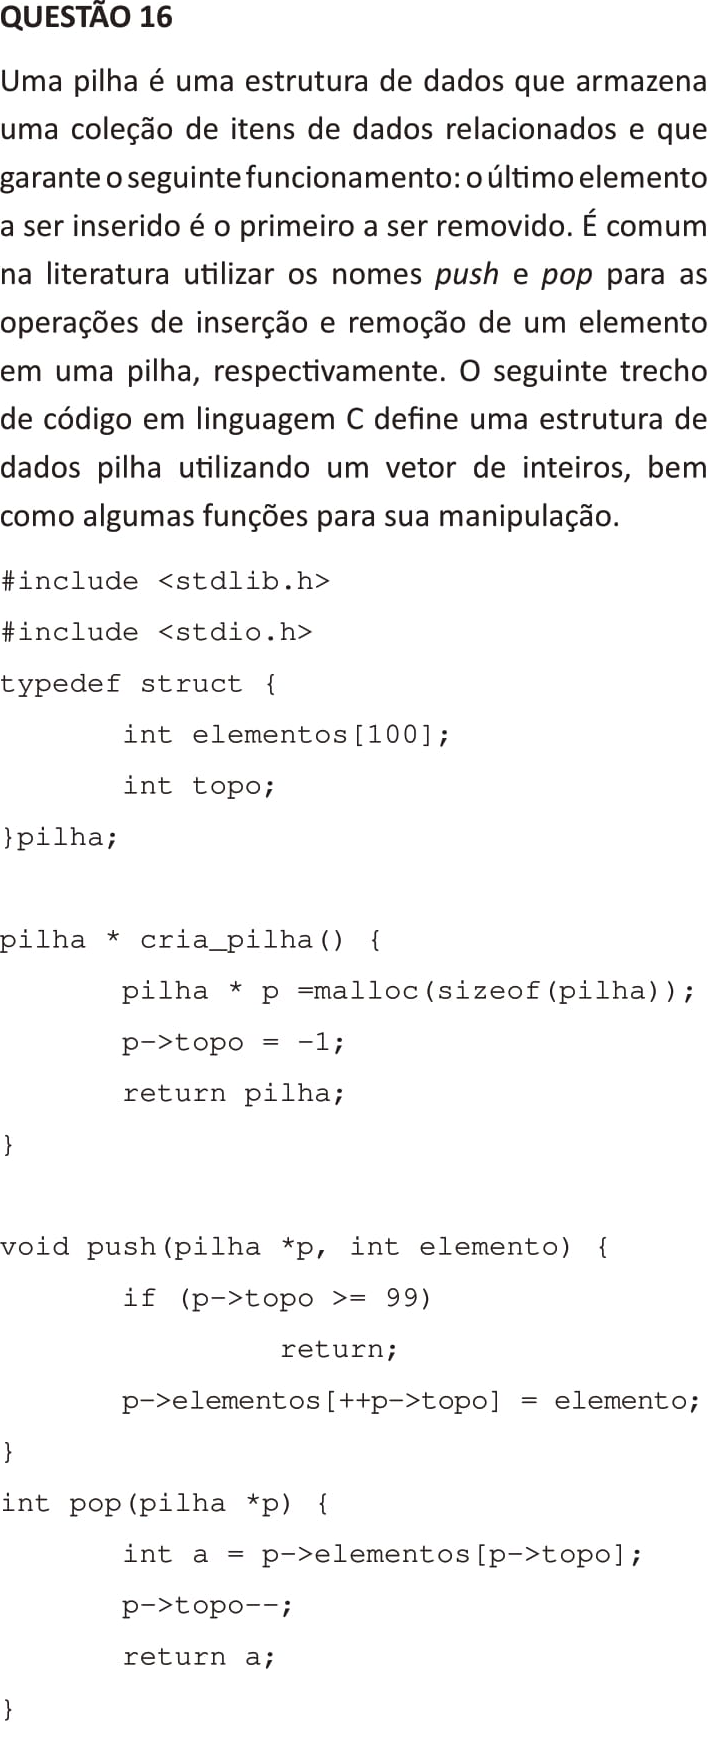 QUESTÃO 16
Uma pilha é uma estrutura de dados que armazena
uma coleção de itens de dados relacionados e que
garante o seguinte funcionamento: o último elemento
a ser inserido é o primeiro a ser removido. É comum
na literatura utilizar os nomes push e pop para as
operações de inserção e remoção de um elemento
em uma pilha, respectivamente. O seguinte trecho
de código em linguagem C define uma estrutura de
dados pilha utilizando um vetor de inteiros, bem
como algumas funções para sua manipulação.
#include <stdlib.h>
#include <stdio.h>
typedef struct {
        int elementos[100];
        int topo;
}pilha;

pilha * cria_pilha() {
        pilha * p =malloc(sizeof(pilha));
        p->topo = -1;
        return pilha;
}

void push(pilha *p, int elemento) {
        if (p->topo >= 99)
                return;
        p->elementos[++p->topo] = elemento;
}
int pop(pilha *p) {
        int a = p->elementos[p->topo];
        p->topo--;
        return a;
}